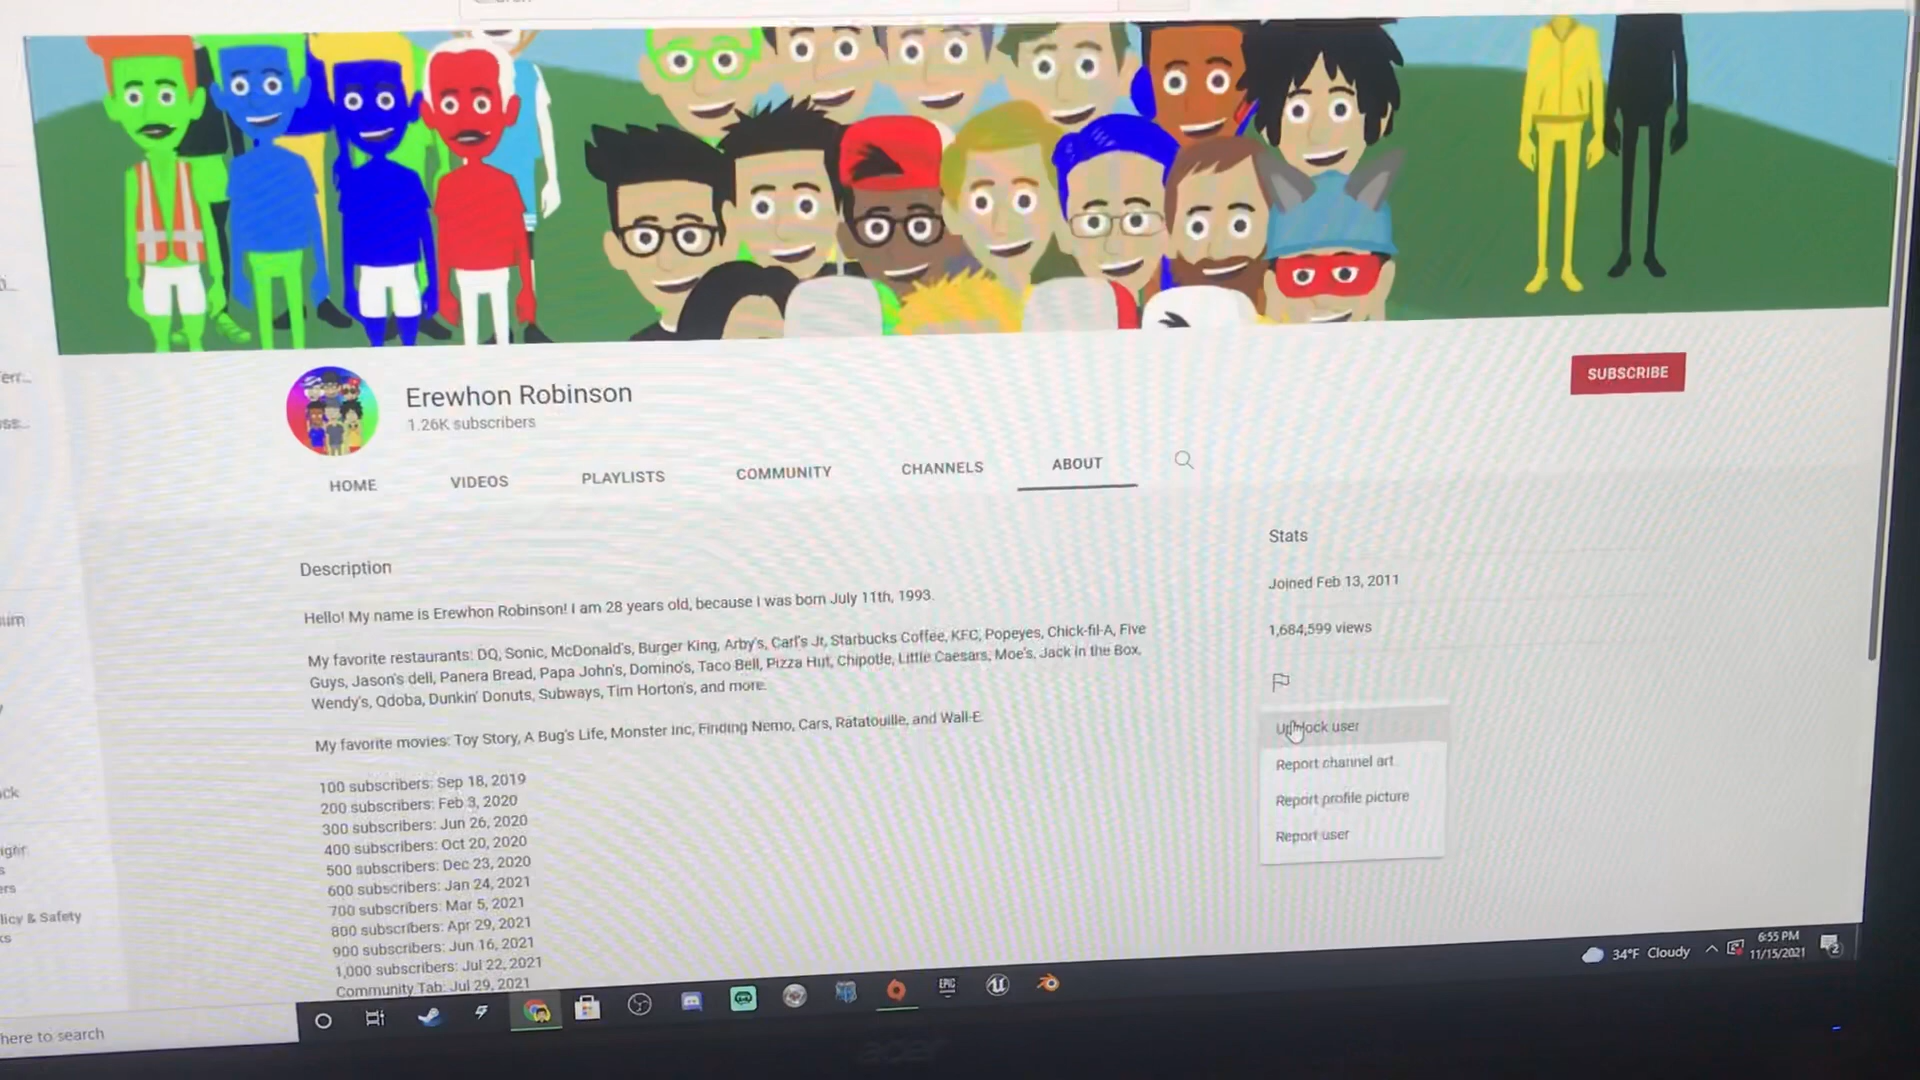 Erewhon Robinson
1.26K subscribers
SUBSCRIBE
HOME VIDEOS PLAYLISTS COMMUNITY CHANNELS ABOUT
Description
Hello! My name is Erewhon Robinson! I am 28 years old, because I was born July 11th, 1993.
My favorite restaurants: DQ, Sonic, McDonald's, Burger King, Arby's, Carl's Jr, Starbucks Coffee, KFC, Popeyes, Chick-fil-A, Five
Guys, Jason's deli, Panera Bread, Papa John's, Domino's, Taco Bell, Pizza Hut, Chipotle, Little Caesars, Moe's, Jack in the Box,
Wendy's, Qdoba, Dunkin' Donuts, Subways, Tim Horton's, and more.
My favorite movies: Toy Story, A Bug's Life, Monster Inc, Finding Nemo, Cars, Ratatouille, and Wall-E.
100 subscribers: Sep 18, 2019
200 subscribers: Feb 3, 2020
300 subscribers: Jun 26, 2020
400 subscribers: Oct 20, 2020
500 subscribers: Dec 23, 2020
600 subscribers: Jan 24, 2021
700 subscribers: Mar 5, 2021
800 subscribers: Apr 29, 2021
900 subscribers: Jun 16, 2021
1,000 subscribers: Jul 22, 2021
Community Tab: Jul 29, 2021
Stats
Joined Feb 13, 2011
1,684,599 views
Unblock user
Report channel art
Report profile picture
Report user
licy & Safety
here to search
EPIC
34°F Cloudy
6:55 PM
11/15/2021
2
acer